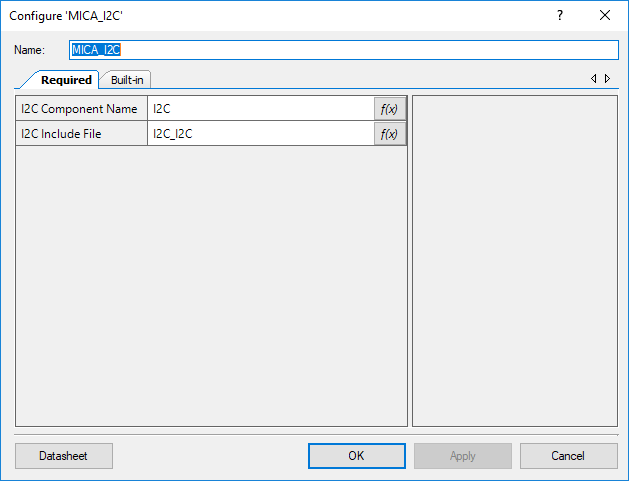 Configure 'MICA_I2C'
?
Name: MICA_I2C
Required Built-in
I2C Component Name I2C f(x)
I2C Include File I2C_I2C f(x)
Datasheet OK Apply Cancel